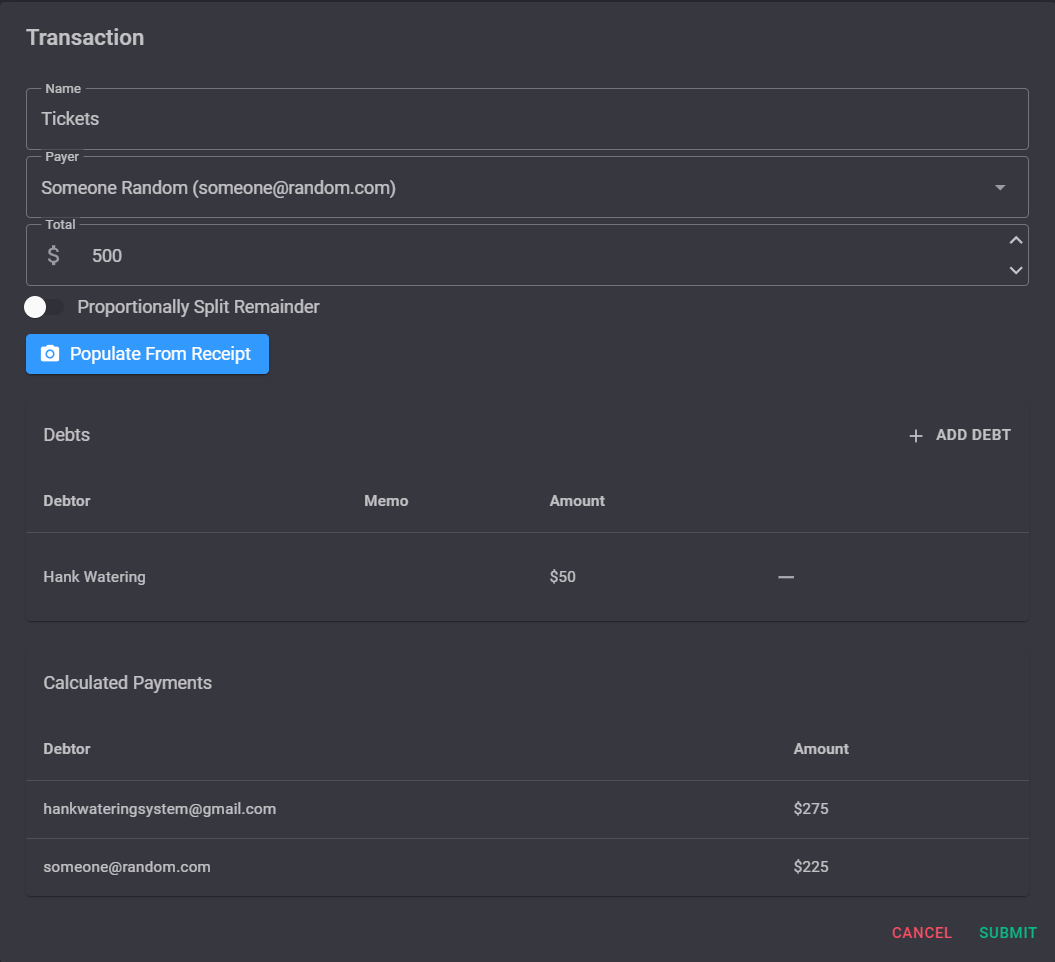 Transaction
Name
Tickets
Payer
Someone Random (someone@random.com)
Total
$ 500
Proportionally Split Remainder
Populate From Receipt
Debts + ADD DEBT
Debtor Memo Amount
Hank Watering $50 —
Calculated Payments
Debtor Amount
hankwateringsystem@gmail.com $275
someone@random.com $225
CANCEL SUBMIT